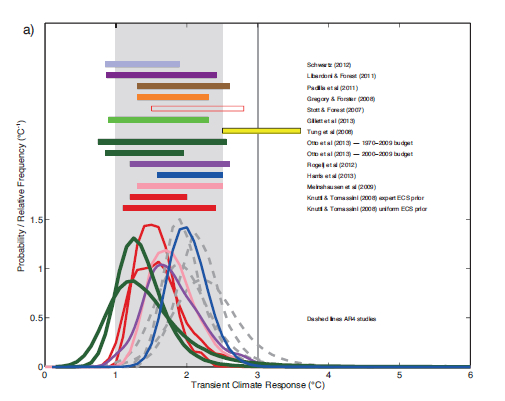 a)
Schwartz (2012)
Libardoni & Forest (2011)
Padilla et al (2011)
Gregory & Forster (2008)
Stott & Forest (2007)
Gillett et al (2013)
Tung et al (2008)
Otto et al (2013) — 1970–2009 budget
Otto et al (2013) — 2000–2009 budget
Rogelj et al (2012)
Harris et al (2013)
Meinshausen et al (2009)
Knutti & Tomassini (2008) expert ECS prior
Knutti & Tomassini (2008) uniform ECS prior
Probability / Relative Frequency (°C⁻¹)
1.5
1
0.5
0
Dashed lines AR4 studies
0 1 2 3 4 5 6
Transient Climate Response (°C)